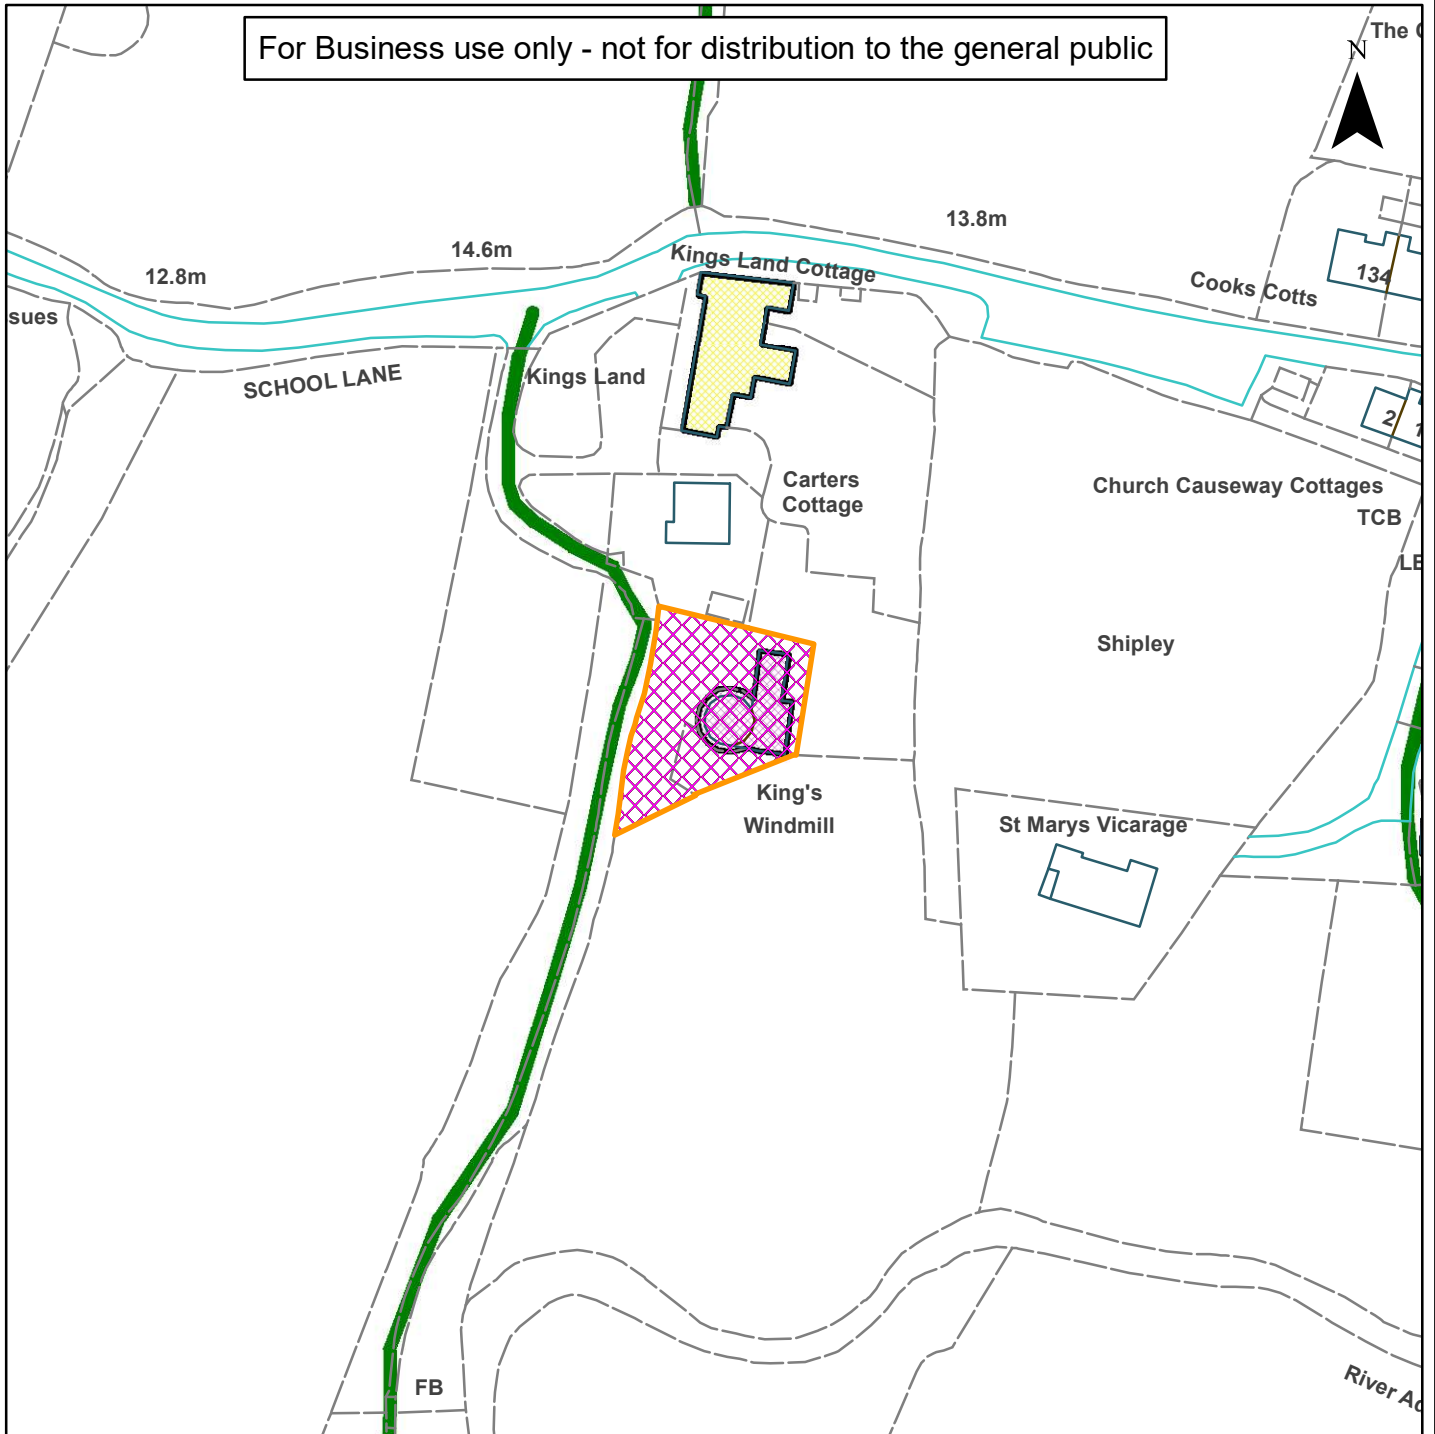 For Business use only - not for distribution to the general public
The
N
13.8m
14.6m
12.8m
Kings Land Cottage
Cooks Cotts
134
sues
SCHOOL LANE
Kings Land
2
Carters
Cottage
Church Causeway Cottages
TCB
Shipley
King's
Windmill
St Marys Vicarage
FB
River